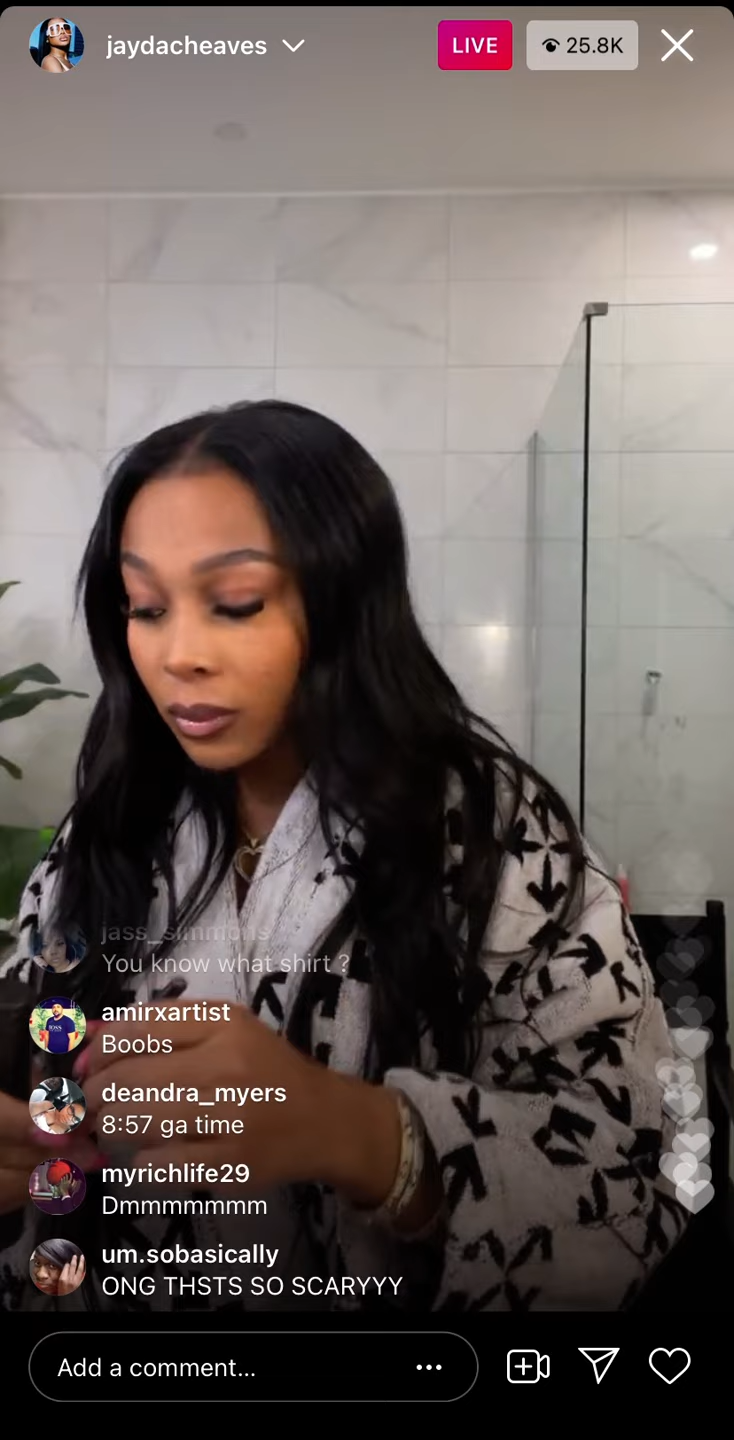 jaydacheaves
LIVE
25.8K
jass_simmons
You know what shirt ?
amirxartist
Boobs
deandra_myers
8:57 ga time
myrichlife29
Dmmmmmmm
um.sobasically
ONG THSTS SO SCARYYY
Add a comment...